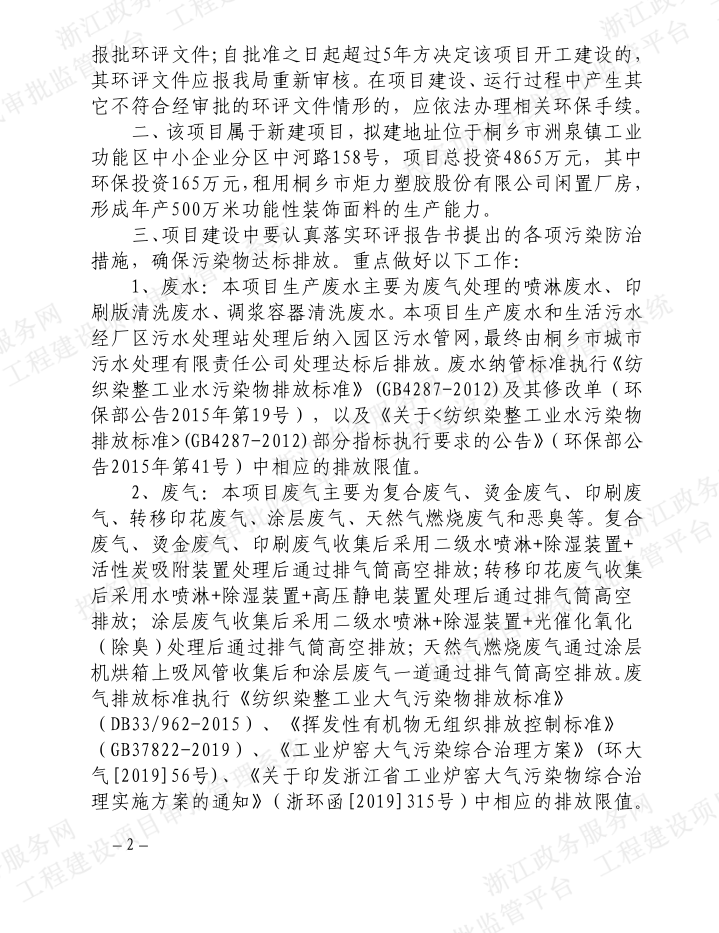 报批环评文件；自批准之日起超过5年方决定该项目开工建设的，
其环评文件应报我局重新审核。在项目建设、运行过程中产生其
它不符合经审批的环评文件情形的，应依法办理相关环保手续。
二、该项目属于新建项目，拟建地址位于桐乡市洲泉镇工业
功能区中小企业分区中河路158号，项目总投资4865万元，其中
环保投资165万元,租用桐乡市炬力塑胶股份有限公司闲置厂房，
形成年产500万米功能性装饰面料的生产能力。
三、项目建设中要认真落实环评报告书提出的各项污染防治
措施，确保污染物达标排放。重点做好以下工作：
1、废水：本项目生产废水主要为废气处理的喷淋废水、印
刷版清洗废水、调浆容器清洗废水。本项目生产废水和生活污水
经厂区污水处理站处理后纳入园区污水管网,最终由桐乡市城市
污水处理有限责任公司处理达标后排放。废水纳管标准执行《纺
织染整工业水污染物排放标准》(GB4287-2012)及其修改单（环
保部公告2015年第19号），以及《关于<纺织染整工业水污染物
排放标准>(GB4287-2012)部分指标执行要求的公告》（环保部公
告2015年第41号）中相应的排放限值。
2、废气：本项目废气主要为复合废气、烫金废气、印刷废
气、转移印花废气、涂层废气、天然气燃烧废气和恶臭等。复合
废气、烫金废气、印刷废气收集后采用二级水喷淋+除湿装置+
活性炭吸附装置处理后通过排气筒高空排放；转移印花废气收集
后采用水喷淋+除湿装置+高压静电装置处理后通过排气筒高空
排放；涂层废气收集后采用二级水喷淋+除湿装置+光催化氧化
（除臭）处理后通过排气筒高空排放；天然气燃烧废气通过涂层
机烘箱上吸风管收集后和涂层废气一道通过排气筒高空排放。废
气排放标准执行《纺织染整工业大气污染物排放标准》
（DB33/962-2015）、《挥发性有机物无组织排放控制标准》
（GB37822-2019）、《工业炉窑大气污染综合治理方案》(环大
气[2019]56号)、《关于印发浙江省工业炉窑大气污染物综合治
理实施方案的通知》（浙环函[2019]315号）中相应的排放限值。
－2－